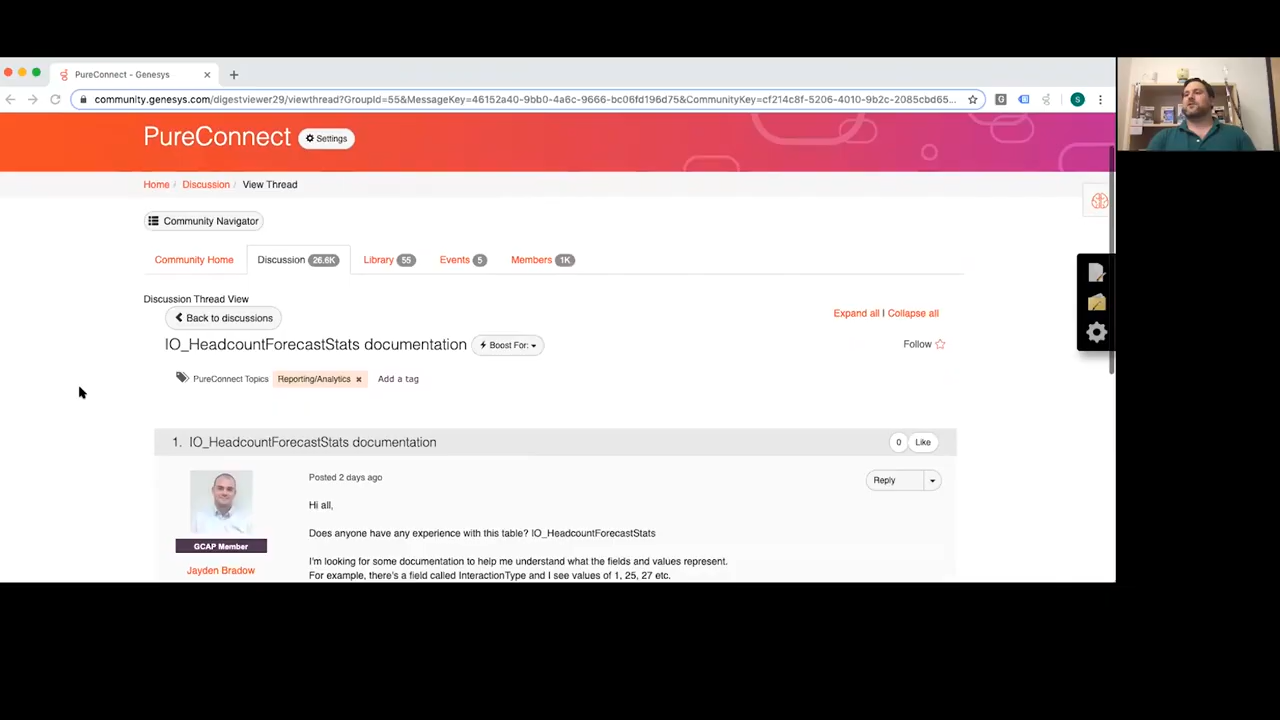 PureConnect - Genesys
community.genesys.com/digestviewer29/viewthread?GroupId=55&MessageKey=46152a40-9bb0-4a6c-9666-bc06fd196d75&CommunityKey=cf214c8f-5206-4010-9b2c-2085cbd65...
G
S
PureConnect
Settings
Home / Discussion / View Thread
Community Navigator
Community Home
Discussion 26.6K
Library 55
Events 5
Members 1K
Discussion Thread View
Back to discussions
Expand all | Collapse all
IO_HeadcountForecastStats documentation
Boost For:
Follow
PureConnect Topics
Reporting/Analytics ×
Add a tag
1. IO_HeadcountForecastStats documentation
0 Like
Posted 2 days ago
Reply
Hi all,
Does anyone have any experience with this table? IO_HeadcountForecastStats
GCAP Member
I'm looking for some documentation to help me understand what the fields and values represent.
Jayden Bradow
For example, there's a field called InteractionType and I see values of 1, 25, 27 etc.